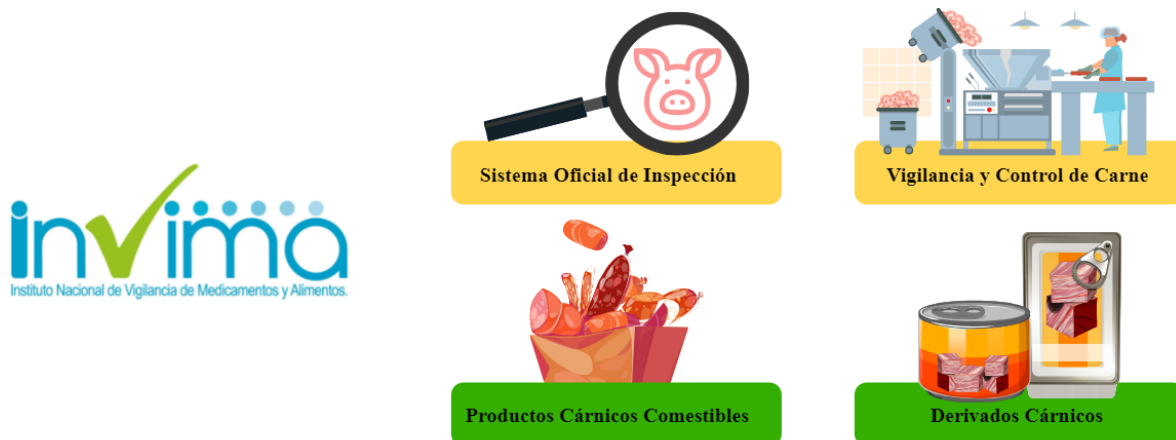 invima
Instituto Nacional de Vigilancia de Medicamentos y Alimentos.
Sistema Oficial de Inspección
Vigilancia y Control de Carne
Productos Cárnicos Comestibles
Derivados Cárnicos